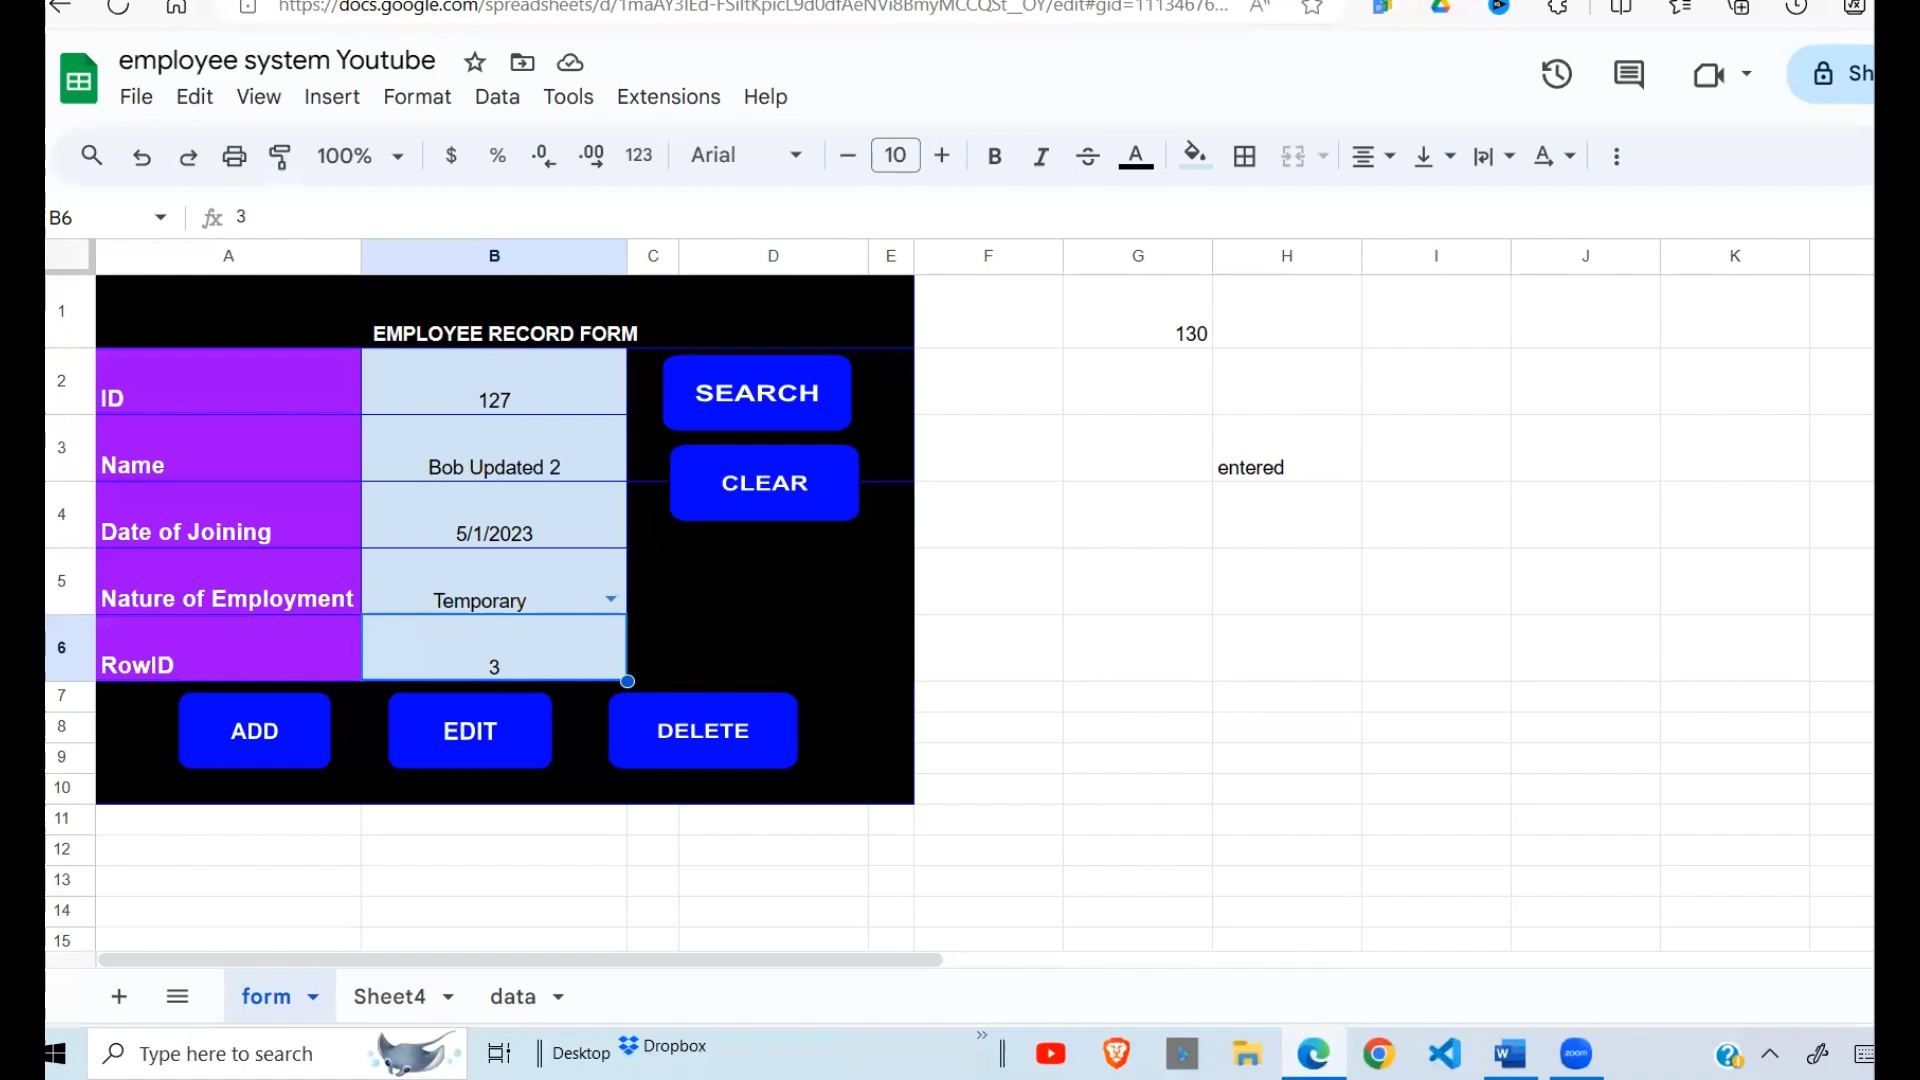 employee system Youtube
File Edit View Insert Format Data Tools Extensions Help
100% $ % .0 .00 123 Arial 10 B I A
B6 fx 3
A B C D E F G H I J K
1 EMPLOYEE RECORD FORM 130
2 ID 127 SEARCH
3 Name Bob Updated 2 entered
CLEAR
4 Date of Joining 5/1/2023
5 Nature of Employment Temporary
6 RowID 3
7
8 ADD EDIT DELETE
9
10
11
12
13
14
15
form Sheet4 data
Type here to search Desktop Dropbox zoom